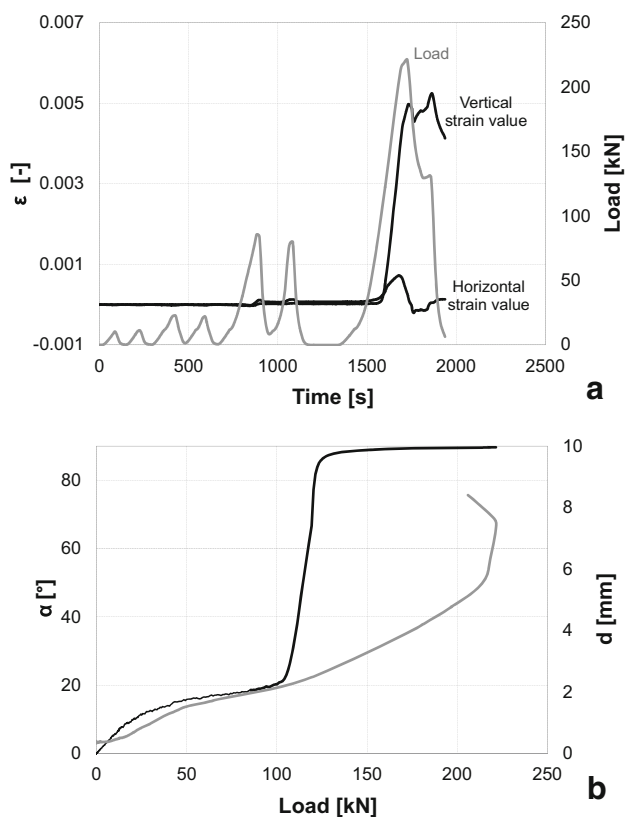 0.007
250
Load
0.005
200
Vertical
strain value
150
ε [-]
Load [kN]
0.003
100
0.001
50
Horizontal
strain value
-0.001
0
0
500
1000
1500
2000
2500
Time [s]
a
10
80
8
60
6
α [°]
d [mm]
40
4
20
2
0
0
0
50
100
150
200
250
Load [kN]
b